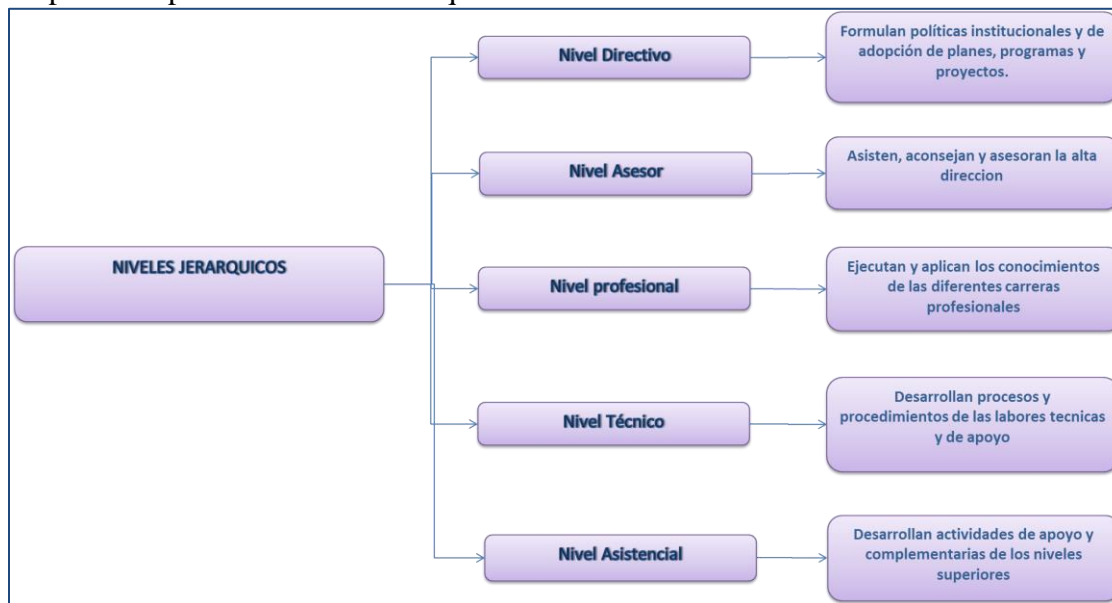 Nivel Directivo
Formulan políticas institucionales y de
adopción de planes, programas y
proyectos.
Nivel Asesor
Asisten, aconsejan y asesoran la alta
direccion
NIVELES JERARQUICOS
Nivel profesional
Ejecutan y aplican los conocimientos
de las diferentes carreras
profesionales
Nivel Técnico
Desarrollan procesos y
procedimientos de las labores tecnicas
y de apoyo
Nivel Asistencial
Desarrollan actividades de apoyo y
complementarias de los niveles
superiores